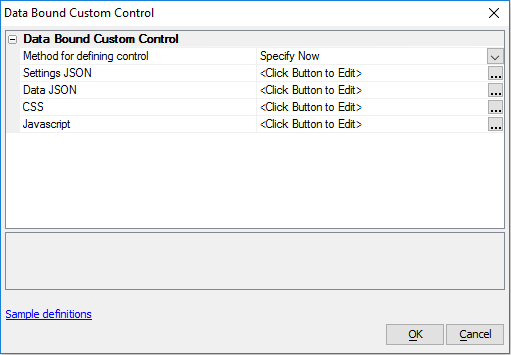 Data Bound Custom Control
Data Bound Custom Control
Method for defining control Specify Now
Settings JSON <Click Button to Edit> ...
Data JSON <Click Button to Edit> ...
CSS <Click Button to Edit> ...
Javascript <Click Button to Edit> ...
Sample definitions
OK Cancel